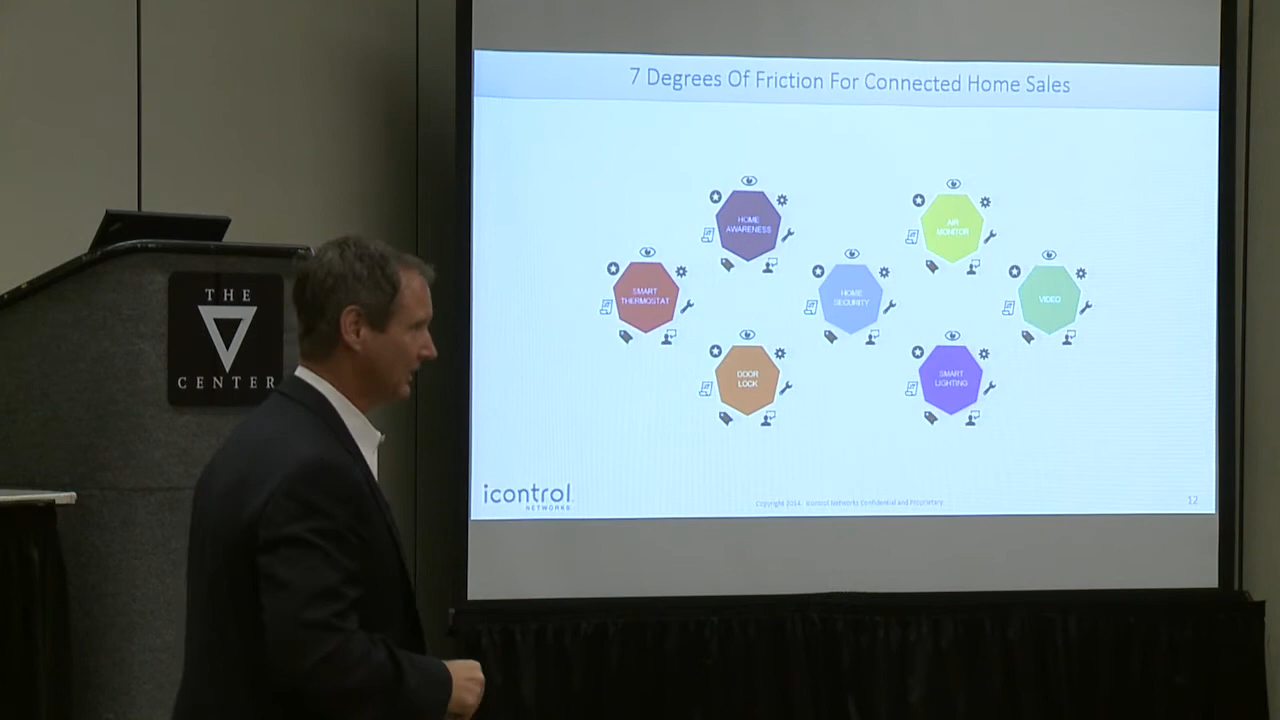 7 Degrees Of Friction For Connected Home Sales
HOME
AWARENESS
AIR
MONITOR
SMART
THERMOSTAT
HOME
SECURITY
VIDEO
DOOR
LOCK
SMART
LIGHTING
icontrol
NETWORKS
Copyright 2014 - Icontrol Networks Confidential and Proprietary
12
THE
CENTER